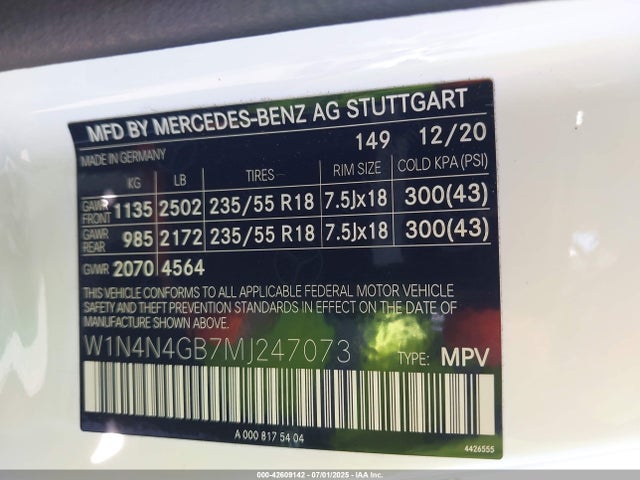 MFD BY MERCEDES-BENZ AG STUTTGART
MADE IN GERMANY 149 12/20
KG LB TIRES RIM SIZE COLD KPA (PSI)
GAWR FRONT 1135 2502 235/55 R18 7.5Jx18 300(43)
GAWR REAR 985 2172 235/55 R18 7.5Jx18 300(43)
GVWR 2070 4564
THIS VEHICLE CONFORMS TO ALL APPLICABLE FEDERAL MOTOR VEHICLE
SAFETY AND THEFT PREVENTION STANDARDS IN EFFECT ON THE DATE OF
MANUFACTURE SHOWN ABOVE.
W1N4N4GB7MJ247073 TYPE: MPV
A 000 817 54 04
4426555
000-42609142 - 07/01/2025 - IAA Inc.